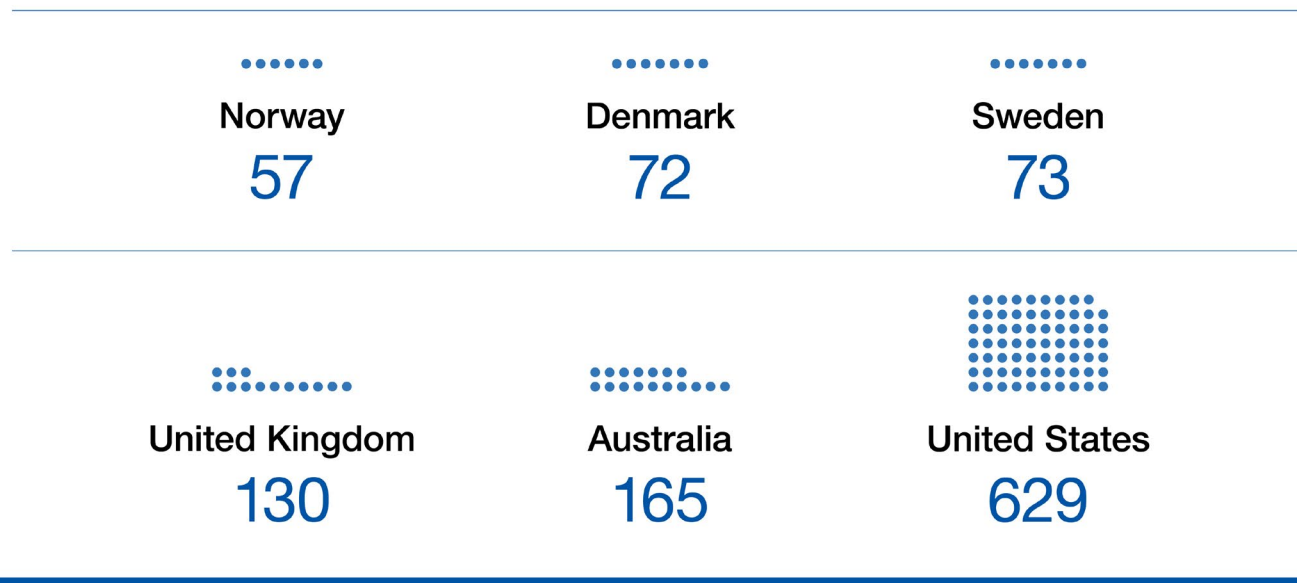 Norway Denmark Sweden
57 72 73
United Kingdom Australia United States
130 165 629